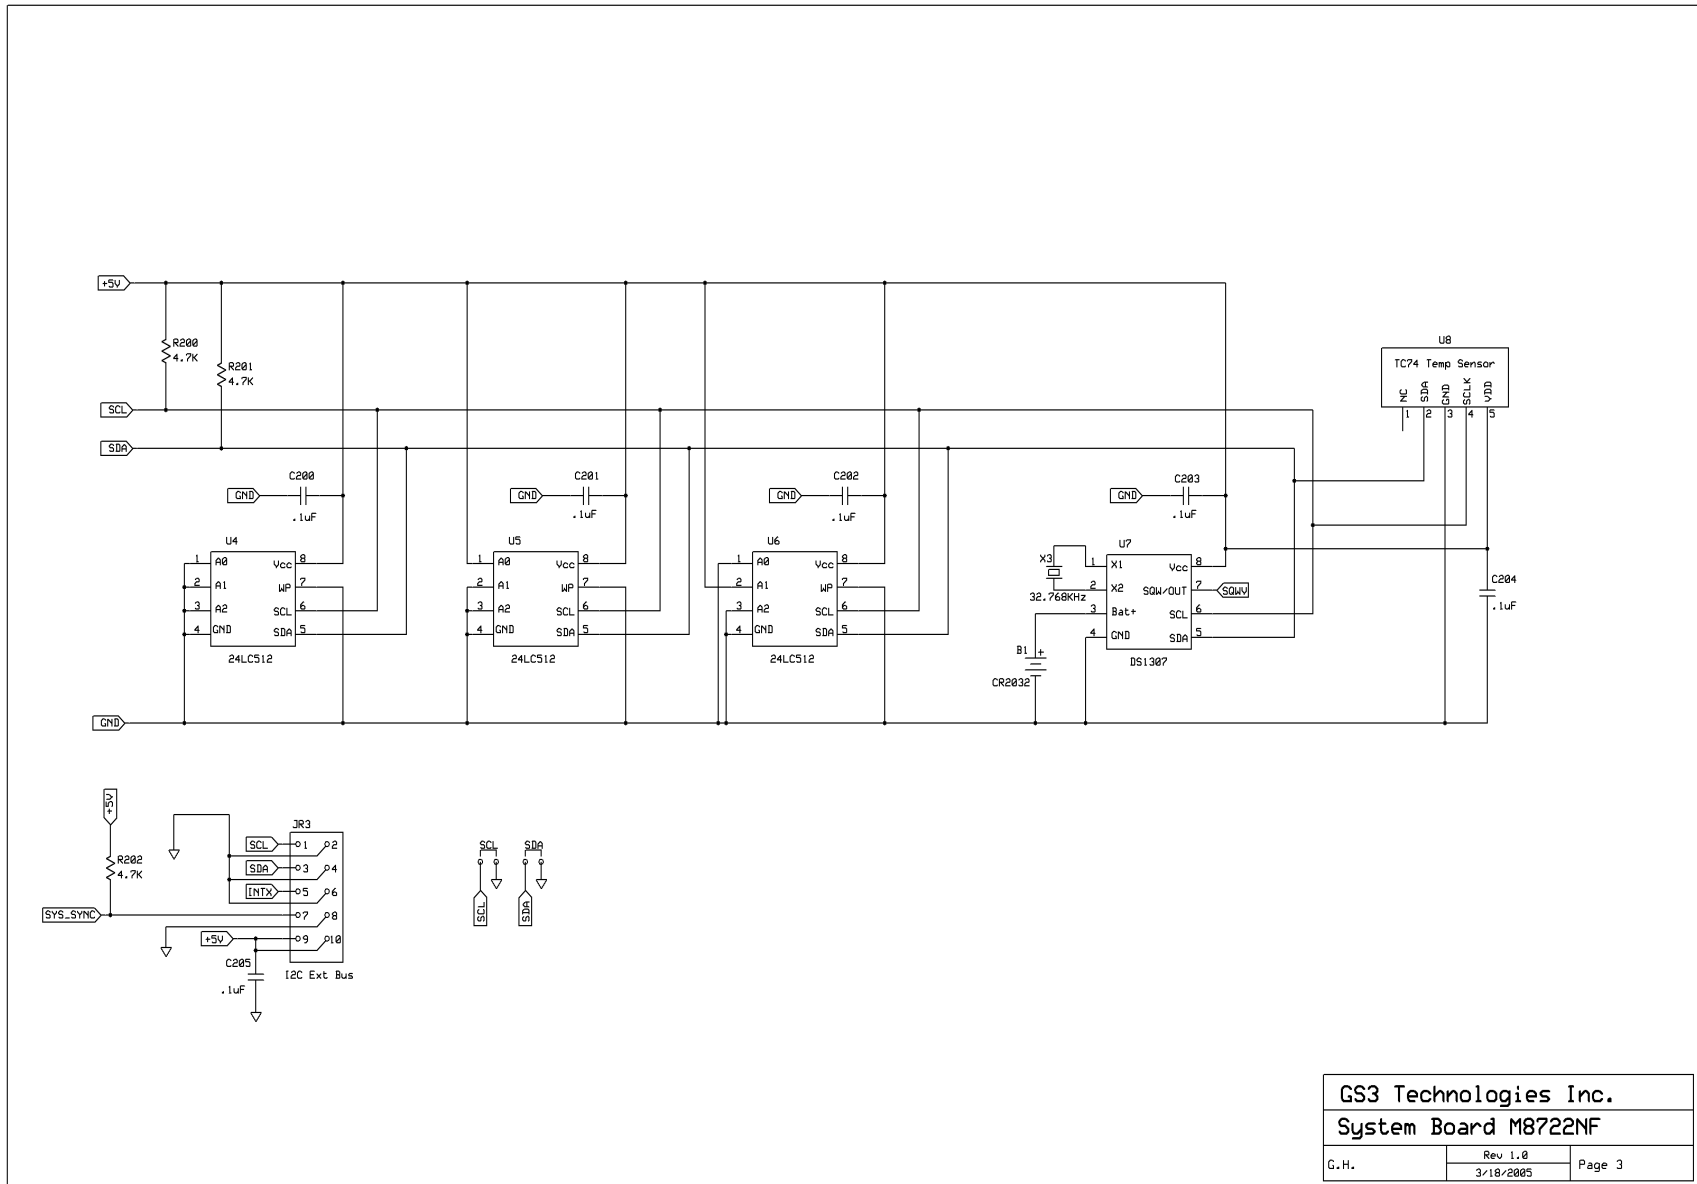 +5V
R200
4.7K
R201
4.7K
SCL
SDA
U8
TC74 Temp Sensor
NC
SDA
GND
SCLK
VDD
1 2 3 4 5
C200
GND
.1uF
C201
GND
.1uF
C202
GND
.1uF
C203
GND
.1uF
U4
1 A0 Vcc 8
2 A1 WP 7
3 A2 SCL 6
4 GND SDA 5
24LC512
U5
1 A0 Vcc 8
2 A1 WP 7
3 A2 SCL 6
4 GND SDA 5
24LC512
U6
1 A0 Vcc 8
2 A1 WP 7
3 A2 SCL 6
4 GND SDA 5
24LC512
X3
32.768KHz
U7
1 X1 Vcc 8
2 X2 SQW/OUT 7
3 Bat+ SCL 6
4 GND SDA 5
DS1307
SQWV
B1 +
CR2032
C204
.1uF
GND
+5V
R202
4.7K
SYS_SYNC
JR3
SCL 1 2
SDA 3 4
INTX 5 6
7 8
+5V 9 10
C205
.1uF
I2C Ext Bus
SCL
SDA
SCL
SDA
GS3 Technologies Inc.
System Board M8722NF
G.H.
Rev 1.0
3/18/2005
Page 3